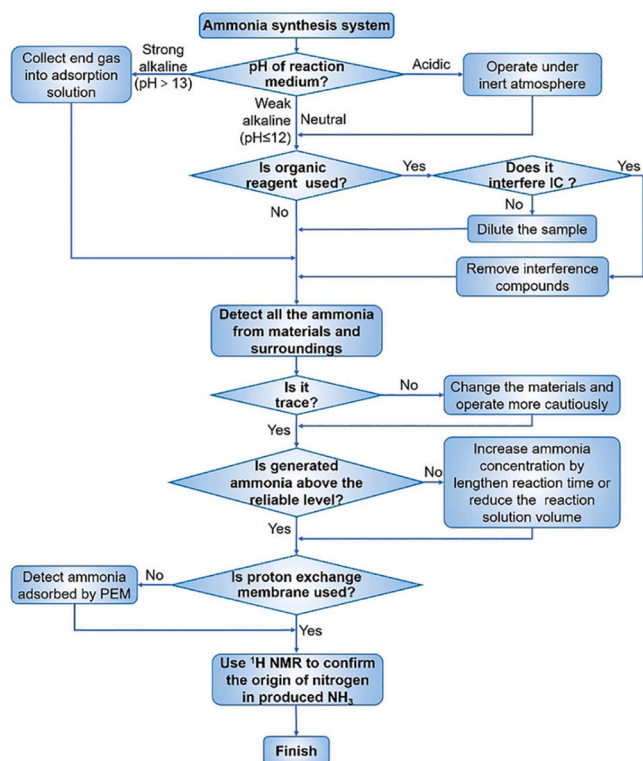 Ammonia synthesis system
Collect end gas
into adsorption
solution
Strong
alkaline
(pH > 13)
pH of reaction
medium?
Acidic
Operate under
inert atmosphere
Weak
alkaline
(pH≤12)
Neutral
Is organic
reagent used?
Yes
Does it
interfere IC ?
Yes
No
No
Dilute the sample
Remove interference
compounds
Detect all the ammonia
from materials and
surroundings
Is it
trace?
No
Change the materials and
operate more cautiously
Yes
Is generated
ammonia above the
reliable level?
No
Increase ammonia
concentration by
lengthen reaction time or
reduce the reaction
solution volume
Yes
Detect ammonia
adsorbed by PEM
No
Is proton exchange
membrane used?
Yes
Use ¹H NMR to confirm
the origin of nitrogen
in produced NH₃
Finish